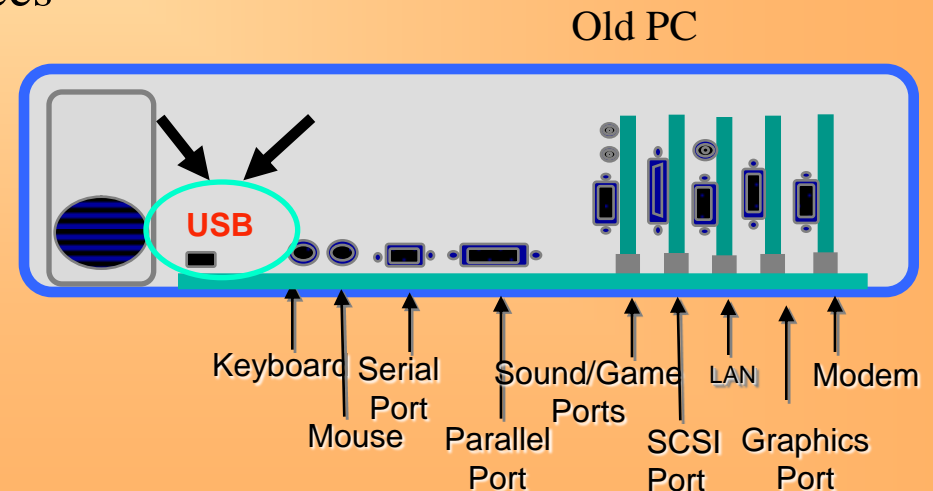 Old PC
USB
Keyboard
Serial
Port
Sound/Game
Ports
LAN
Modem
Mouse
Parallel
Port
SCSI
Port
Graphics
Port